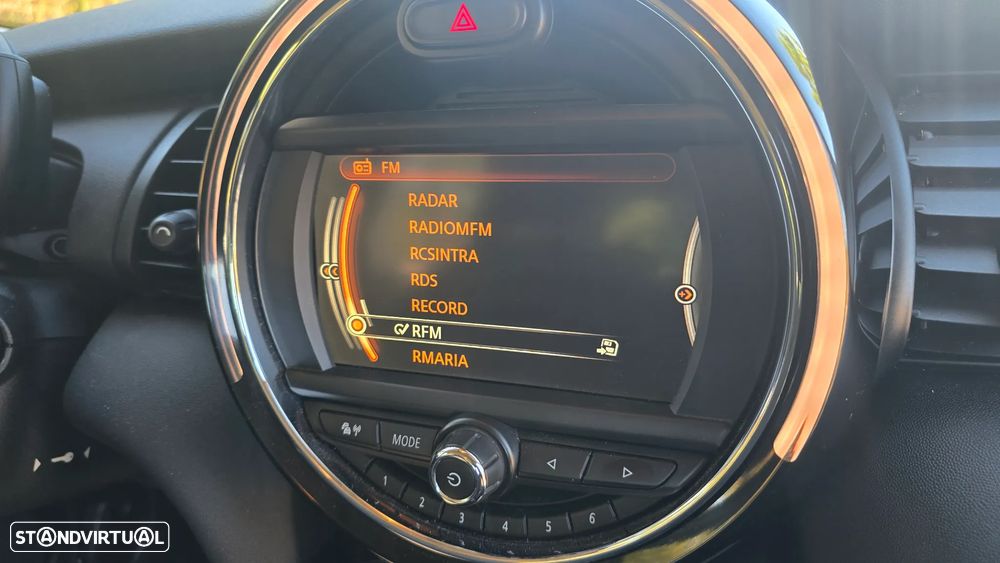 FM
RADAR
RADIOMFM
RCSINTRA
RDS
RECORD
RFM
RMARIA
MODE
1 2 3 4 5 6
STANDVIRTUAL